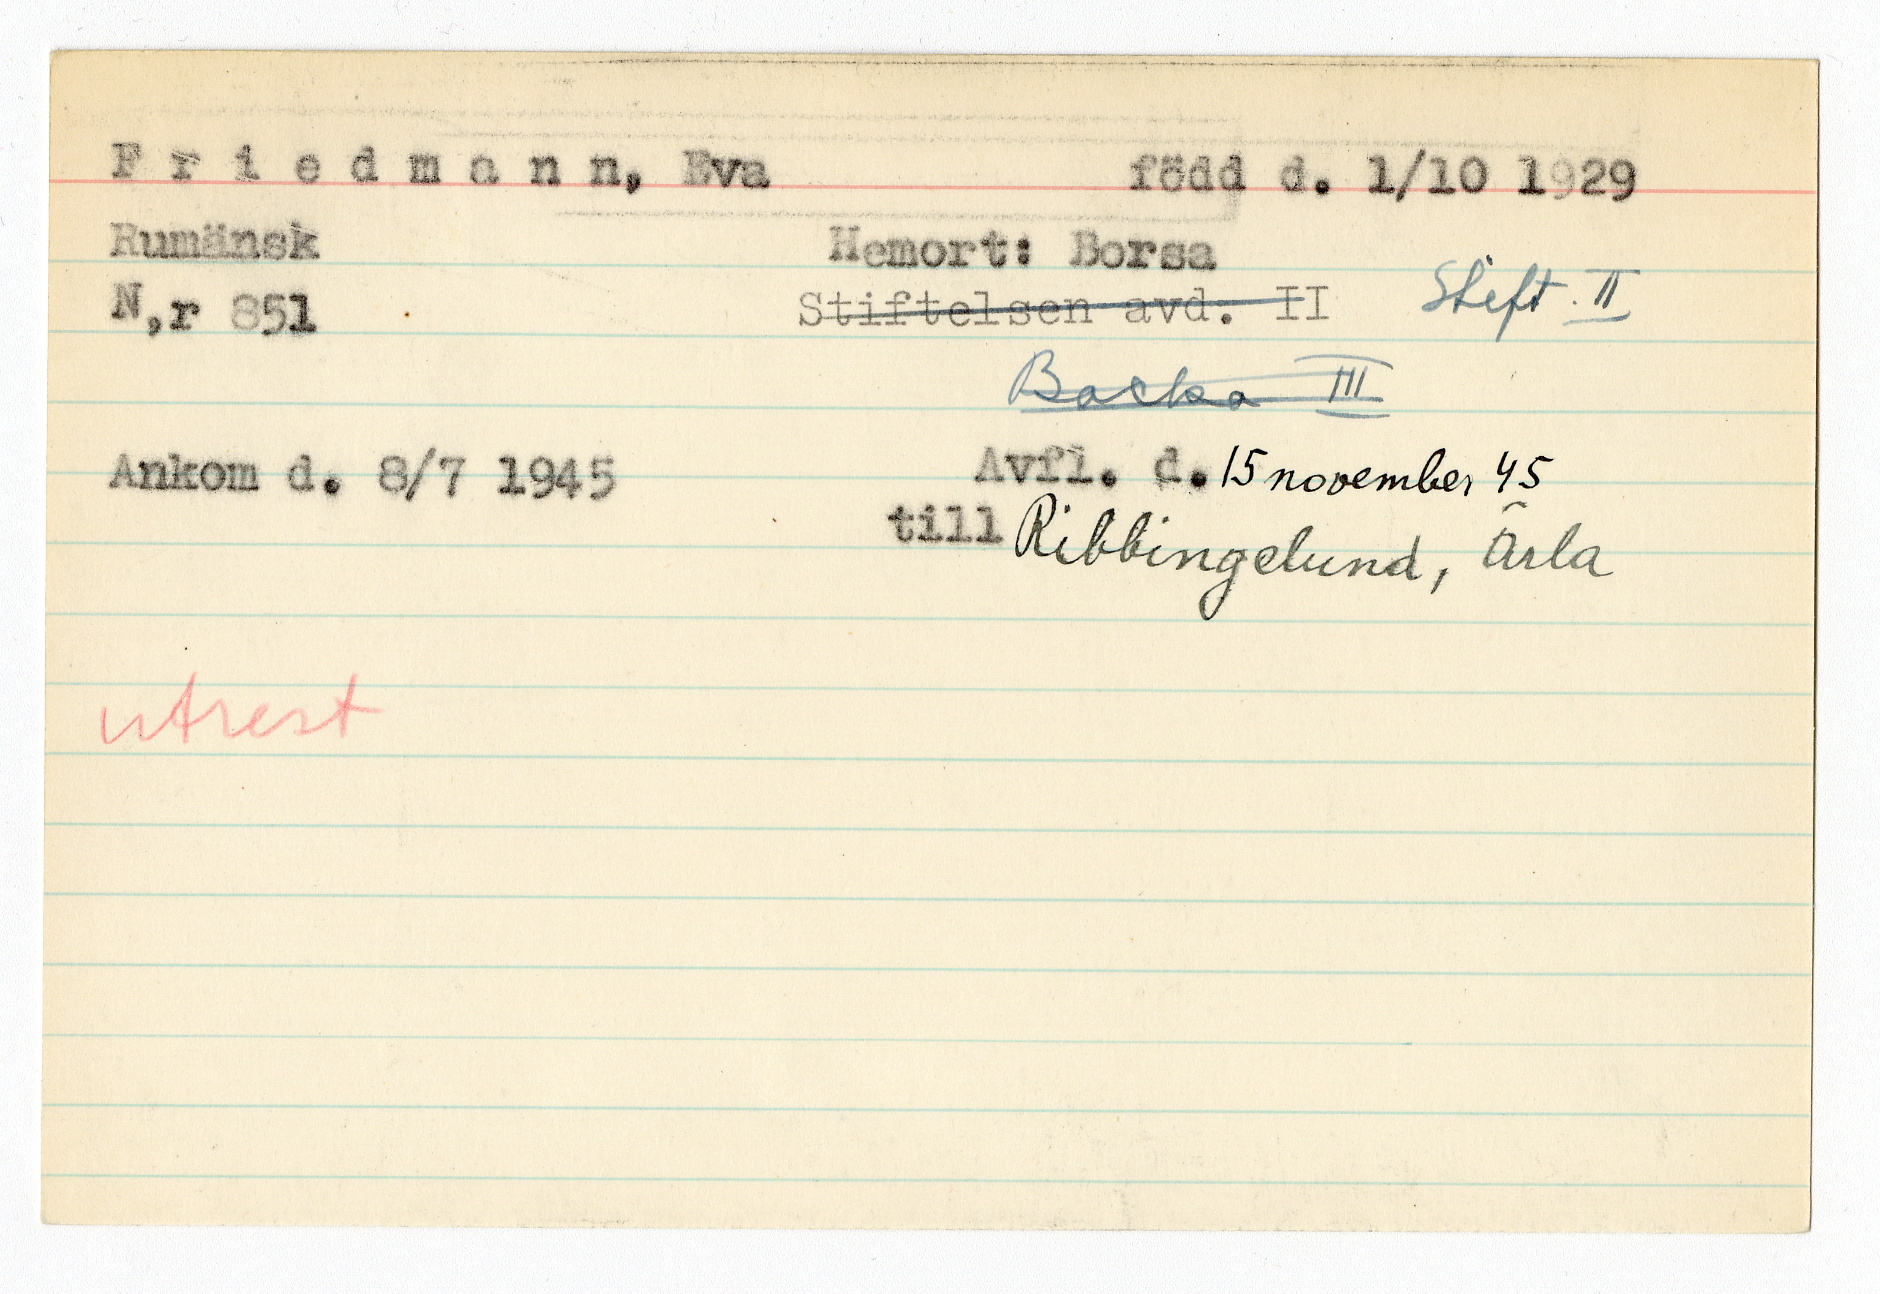 F r i e d m a n n, Eva född d. 1/10 1929
Rumänsk Hemort: Borsa
N,r 851 Stiftelsen avd. II Stift. II
Backa III
Ankom d. 8/7 1945 Avfl. d. 15 november 45
till Ribbingelund, Ärla
utrest